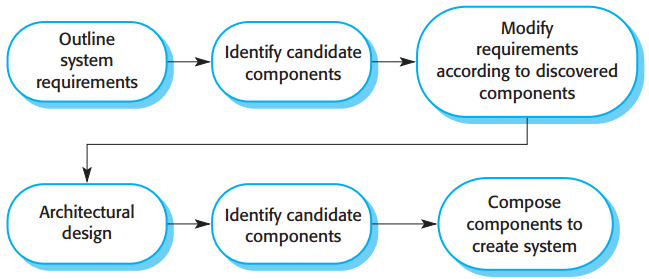 Outline
system
requirements
Identify candidate
components
Modify
requirements
according to discovered
components
Architectural
design
Identify candidate
components
Compose
components to
create system